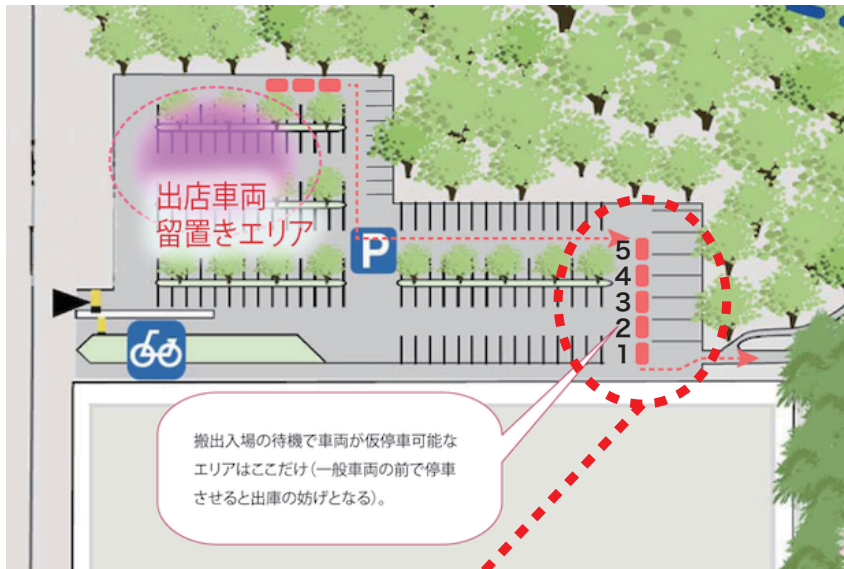 出店車両
留置きエリア
P
5
4
3
2
1
搬出入場の待機で車両が仮停車可能な
エリアはここだけ（一般車両の前で停車
させると出庫の妨げとなる）。